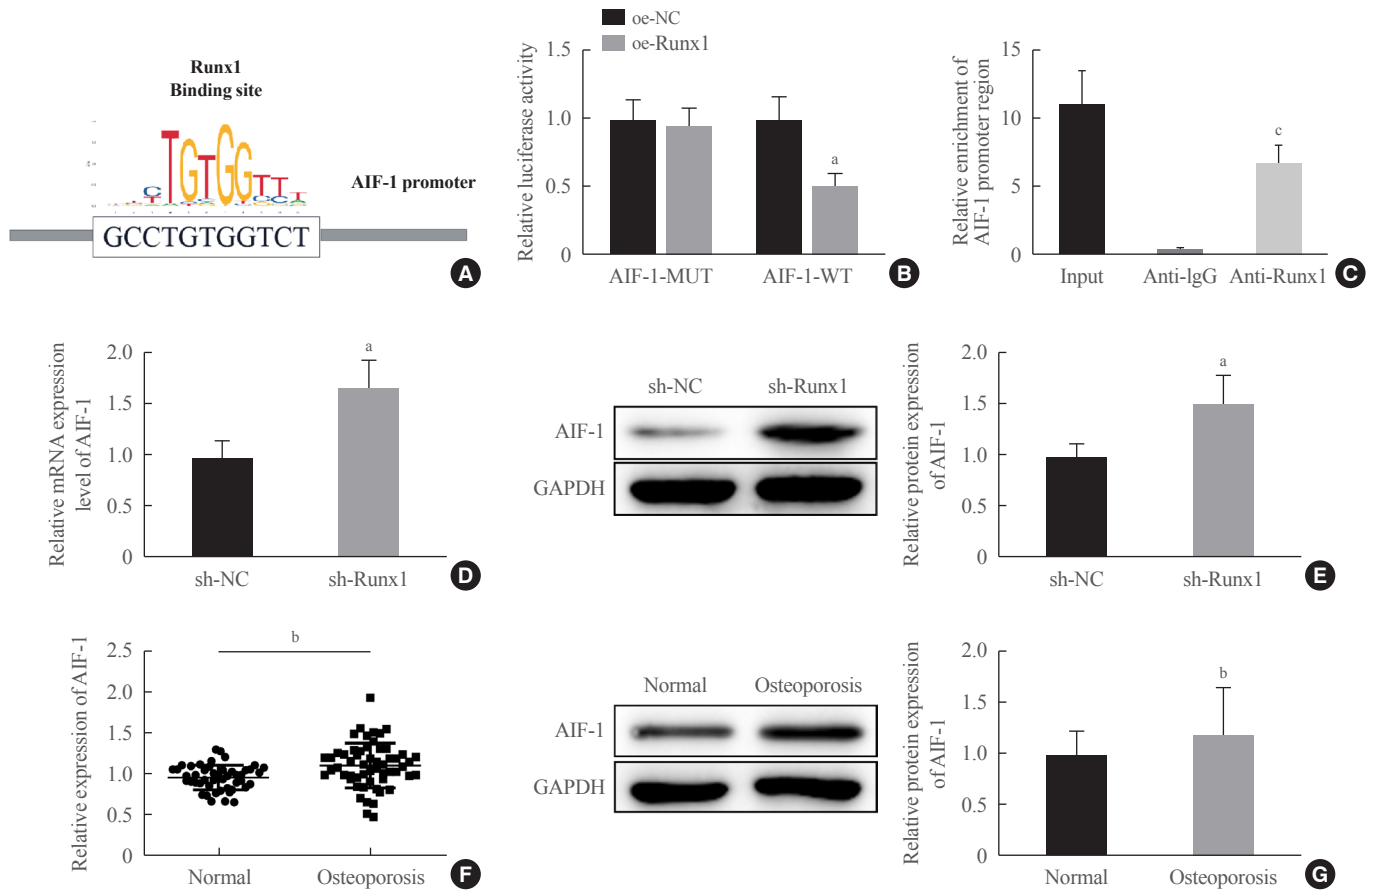 Runx1
Binding site
TGTGG
GCCTGTGGTCT
AIF-1 promoter
A
oe-NC
oe-Runx1
Relative luciferase activity
1.5
1.0
0.5
0
a
AIF-1-MUT
AIF-1-WT
B
Relative enrichment of
AIF-1 promoter region
15
10
5
0
c
Input
Anti-IgG
Anti-Runx1
C
Relative mRNA expression
level of AIF-1
2.0
1.5
1.0
0.5
0
a
sh-NC
sh-Runx1
D
sh-NC
sh-Runx1
AIF-1
GAPDH
Relative protein expression
of AIF-1
2.0
1.5
1.0
0.5
0
a
sh-NC
sh-Runx1
E
Relative expression of AIF-1
2.5
2.0
1.5
1.0
0.5
0
b
Normal
Osteoporosis
F
Normal
Osteoporosis
AIF-1
GAPDH
Relative protein expression
of AIF-1
2.0
1.5
1.0
0.5
0
b
Normal
Osteoporosis
G